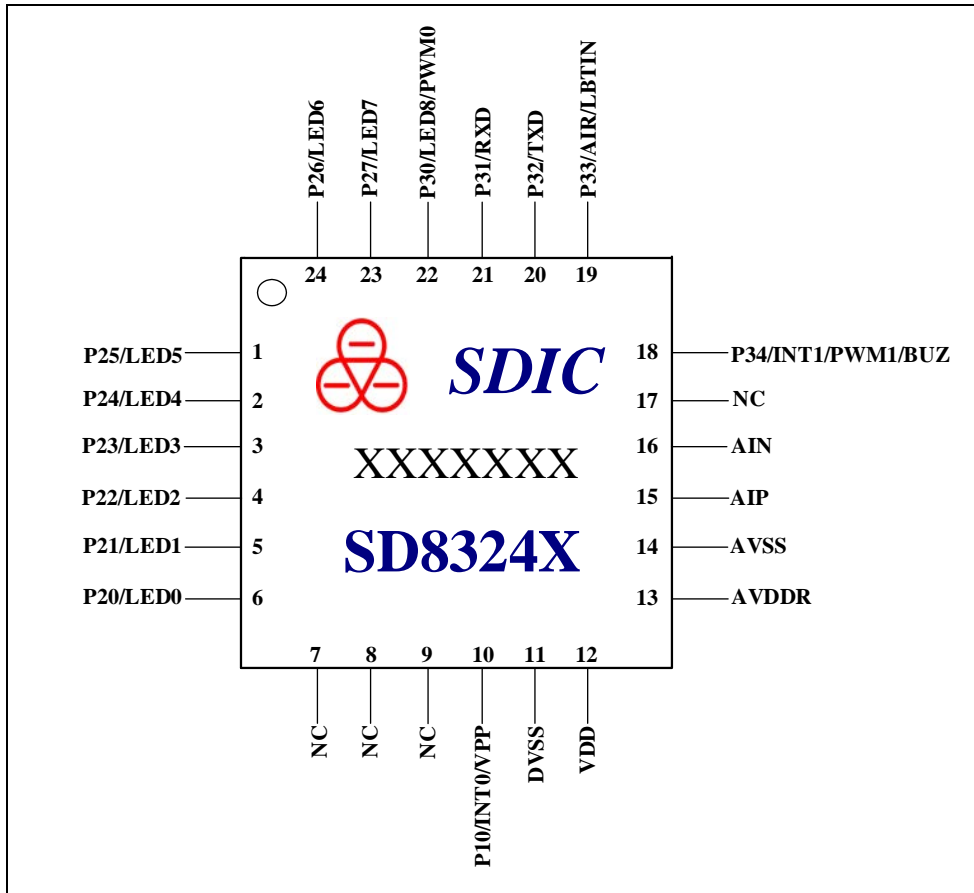 P26/LED6
P27/LED7
P30/LED8/PWM0
P31/RXD
P32/TXD
P33/AIR/LBTIN
24 23 22 21 20 19
P25/LED5 1
P24/LED4 2
P23/LED3 3
P22/LED2 4
P21/LED1 5
P20/LED0 6
SDIC
XXXXXXX
SD8324X
18 P34/INT1/PWM1/BUZ
17 NC
16 AIN
15 AIP
14 AVSS
13 AVDDR
7 8 9 10 11 12
NC
NC
NC
P10/INT0/VPP
DVSS
VDD